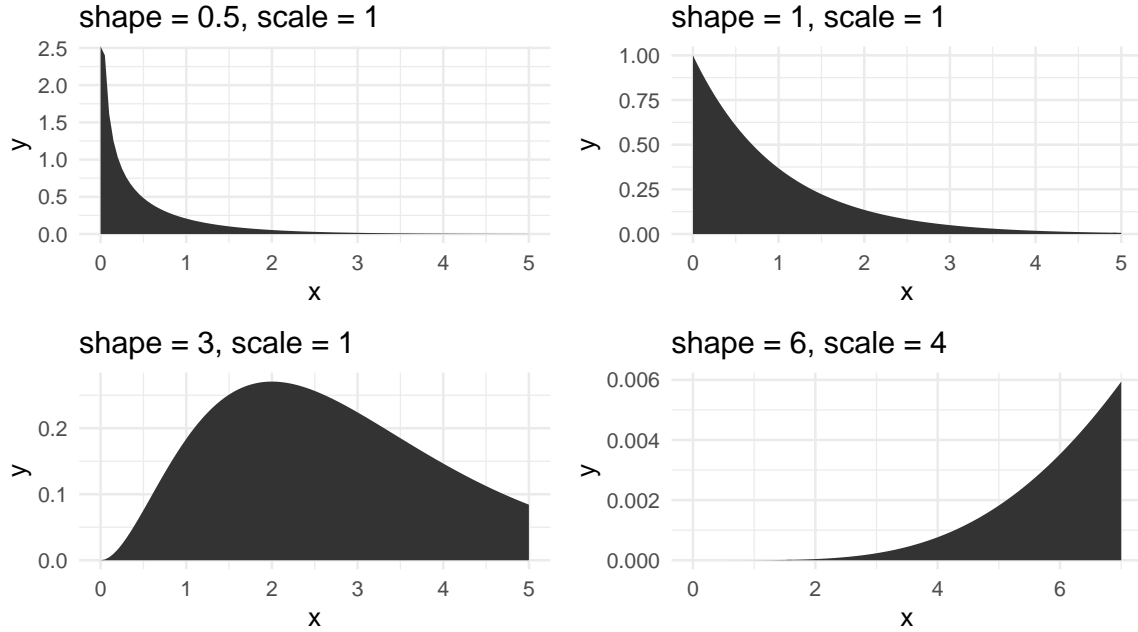 shape = 0.5, scale = 1
2.5
2.0
1.5
1.0
0.5
0.0
y
0 1 2 3 4 5
x
shape = 1, scale = 1
1.00
0.75
0.50
0.25
0.00
y
0 1 2 3 4 5
x
shape = 3, scale = 1
0.2
0.1
0.0
y
0 1 2 3 4 5
x
shape = 6, scale = 4
0.006
0.004
0.002
0.000
y
0 2 4 6
x